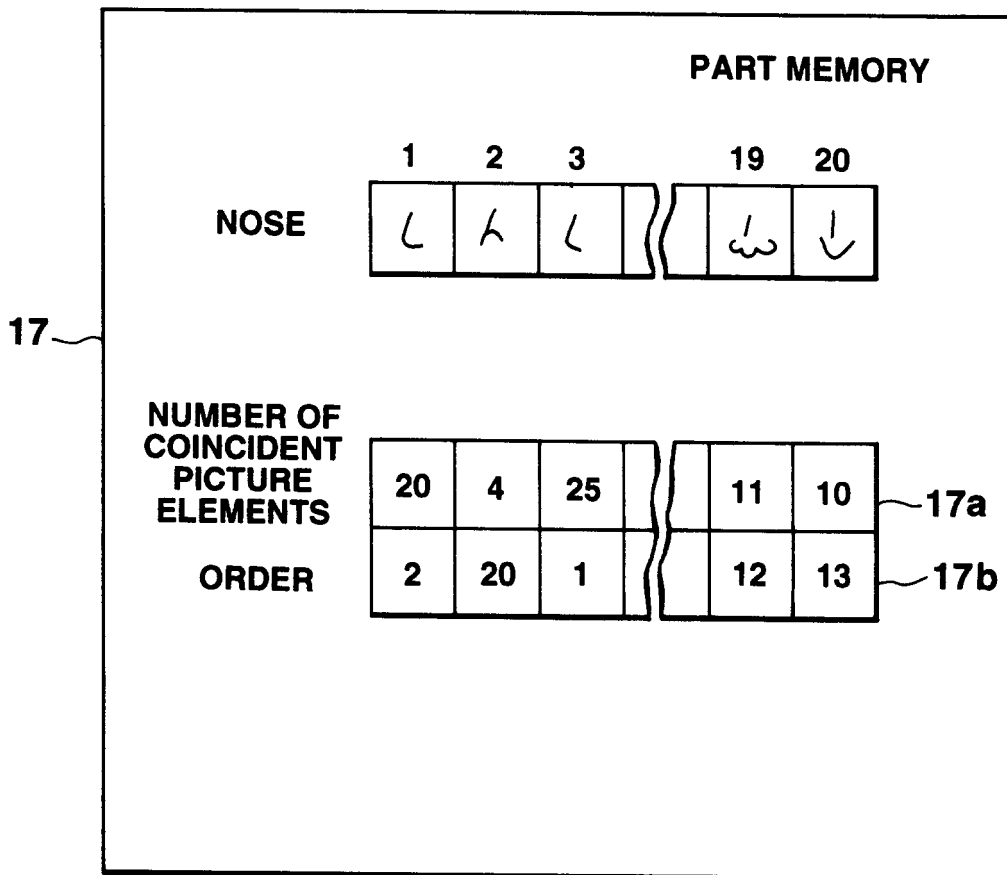 PART MEMORY
1 2 3 19 20
NOSE
17
NUMBER OF
COINCIDENT
PICTURE
ELEMENTS
20 4 25 11 10
17a
ORDER
2 20 1 12 13
17b